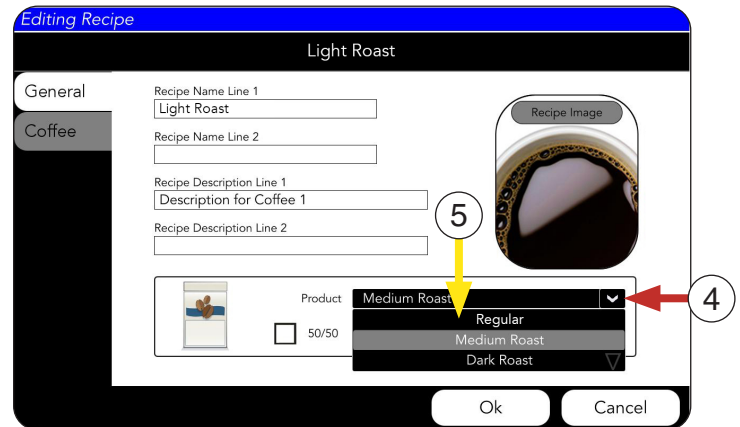 Editing Recipe
Light Roast
General
Coffee
Recipe Name Line 1
Light Roast
Recipe Name Line 2
Recipe Description Line 1
Description for Coffee 1
Recipe Description Line 2
Recipe Image
5
4
Product Medium Roast
50/50
Regular
Medium Roast
Dark Roast
Ok Cancel